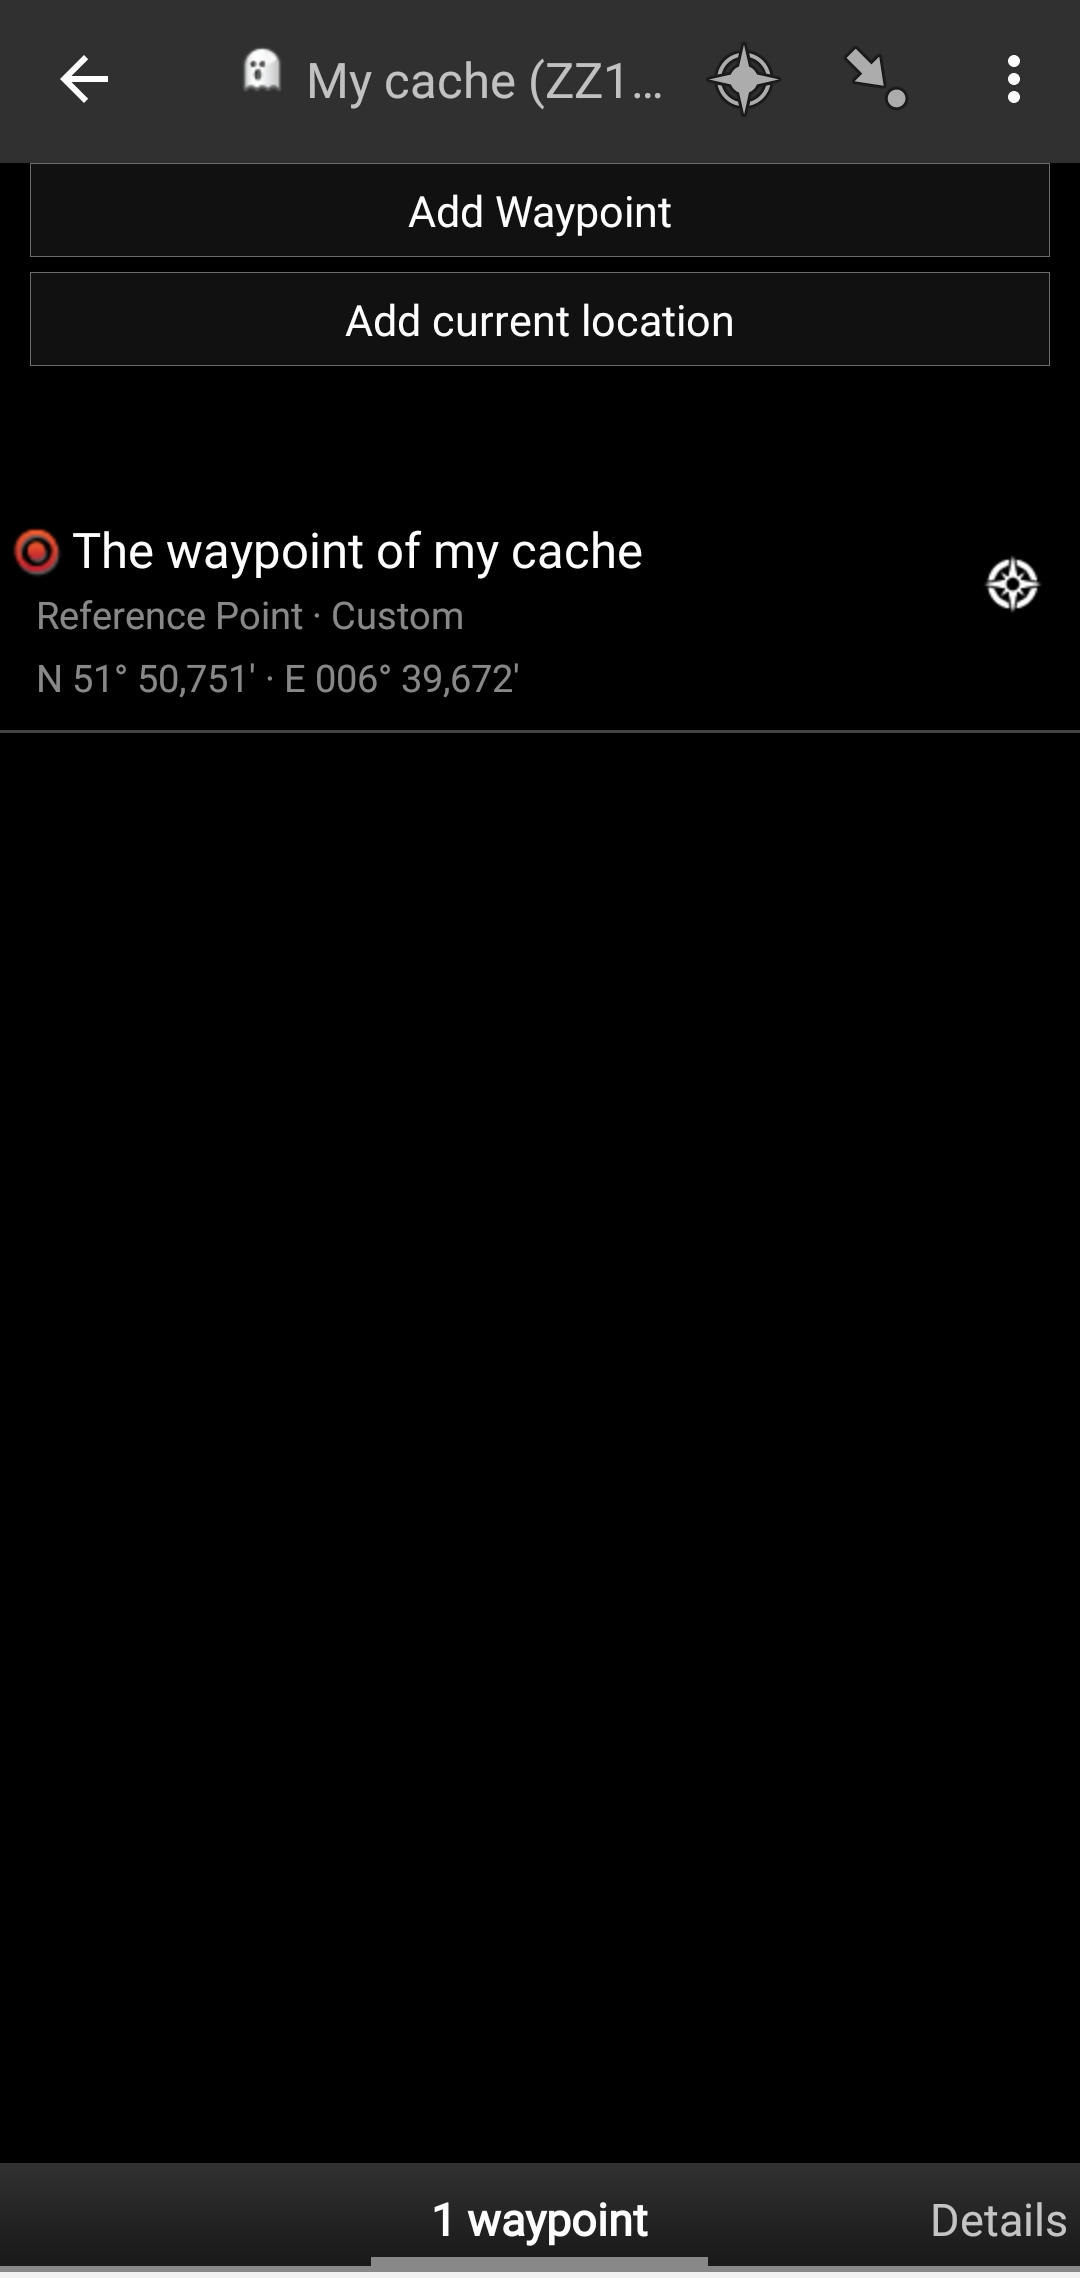 My cache (ZZ1...
Add Waypoint
Add current location
The waypoint of my cache
Reference Point · Custom
N 51° 50,751' · E 006° 39,672'
1 waypoint
Details